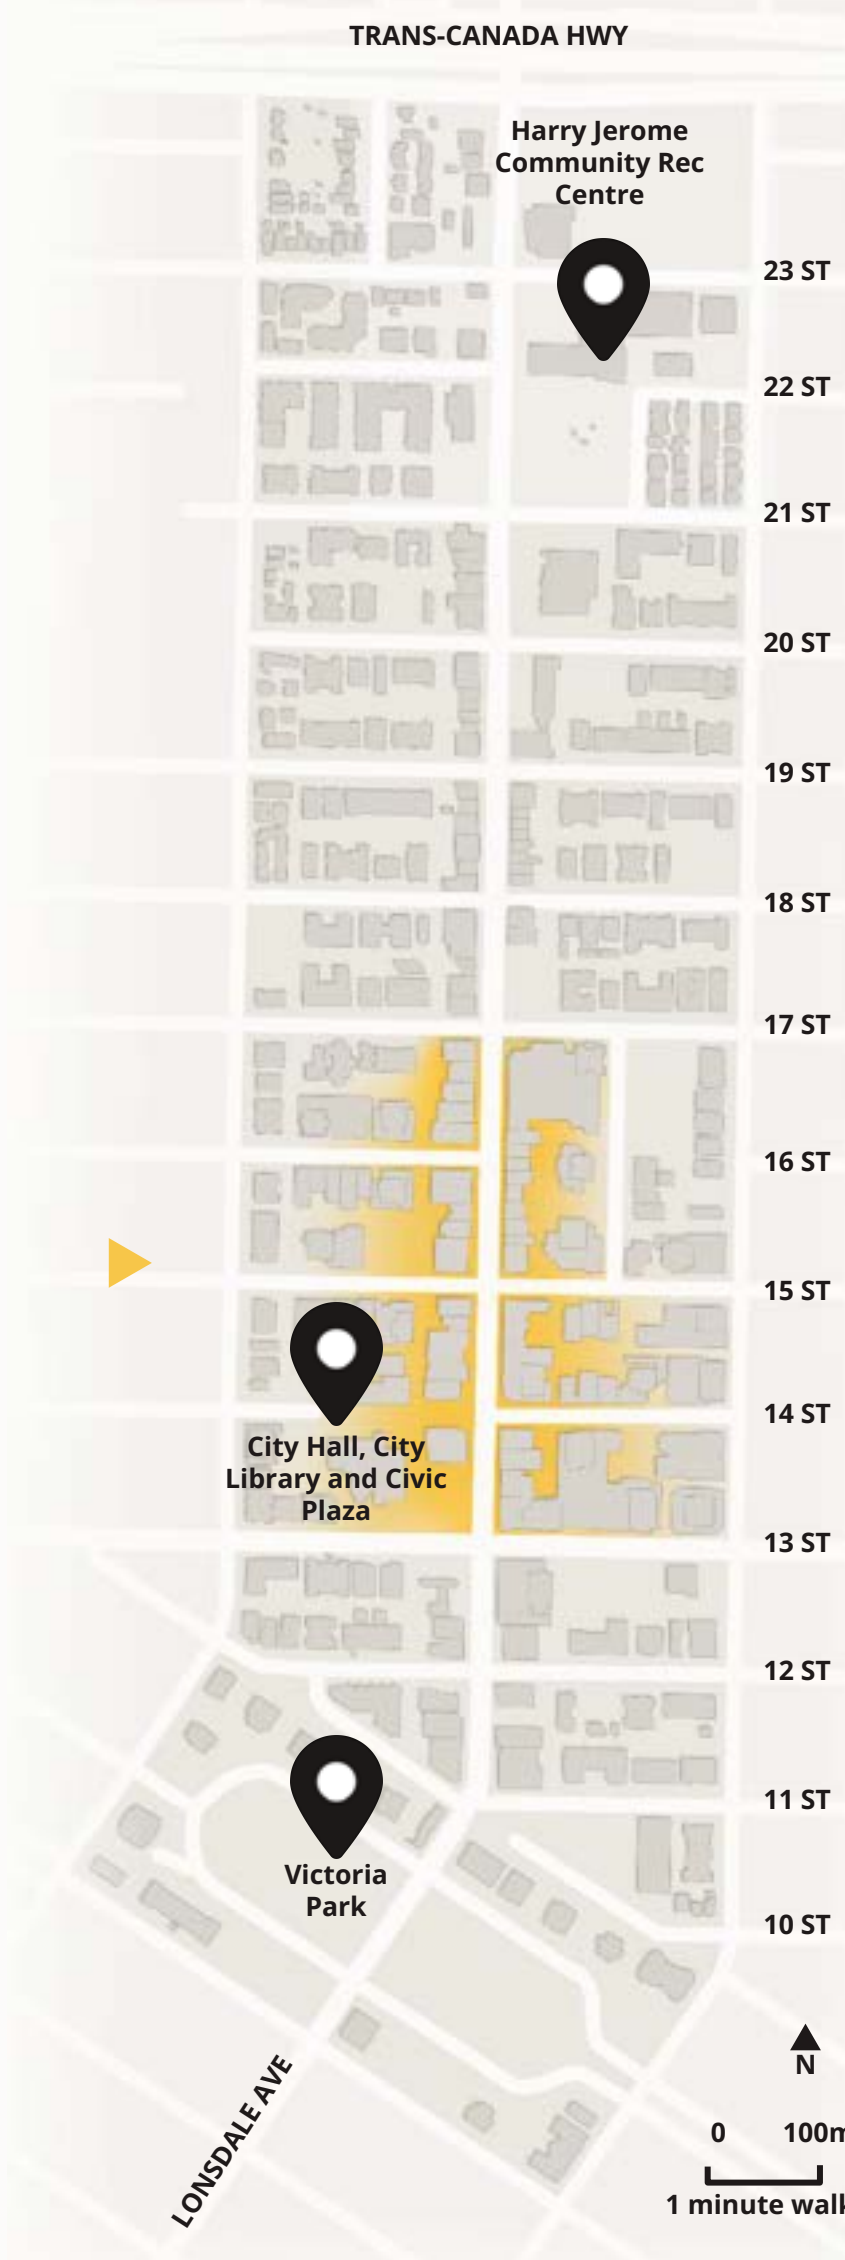 TRANS-CANADA HWY
Harry Jerome
Community Rec
Centre
23 ST
22 ST
21 ST
20 ST
19 ST
18 ST
17 ST
16 ST
15 ST
14 ST
City Hall, City
Library and Civic
Plaza
13 ST
12 ST
11 ST
Victoria
Park
10 ST
N
LONSDALE AVE
0 100m
1 minute walk